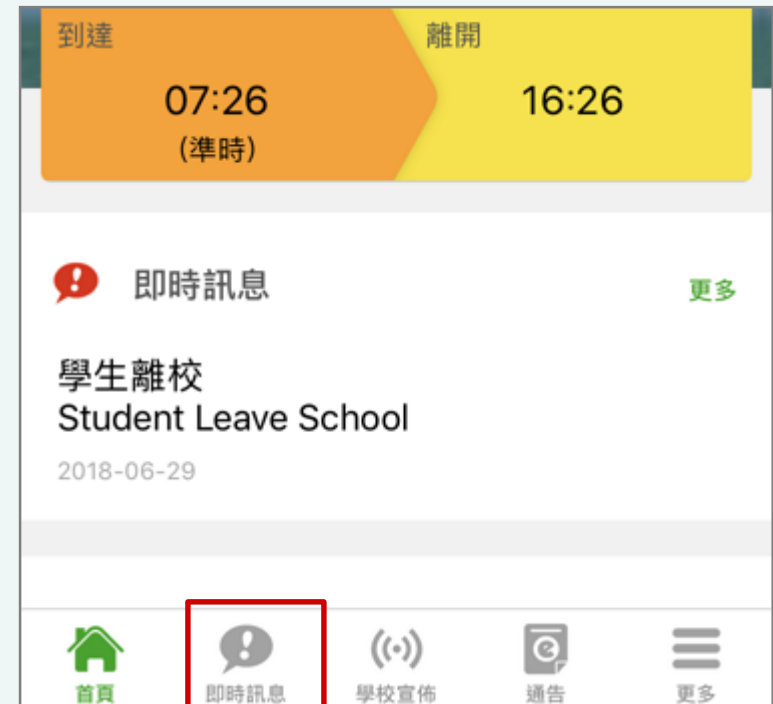 到達
離開
07:26
16:26
(準時)
即時訊息
更多
學生離校
Student Leave School
2018-06-29
首頁
即時訊息
學校宣佈
通告
更多